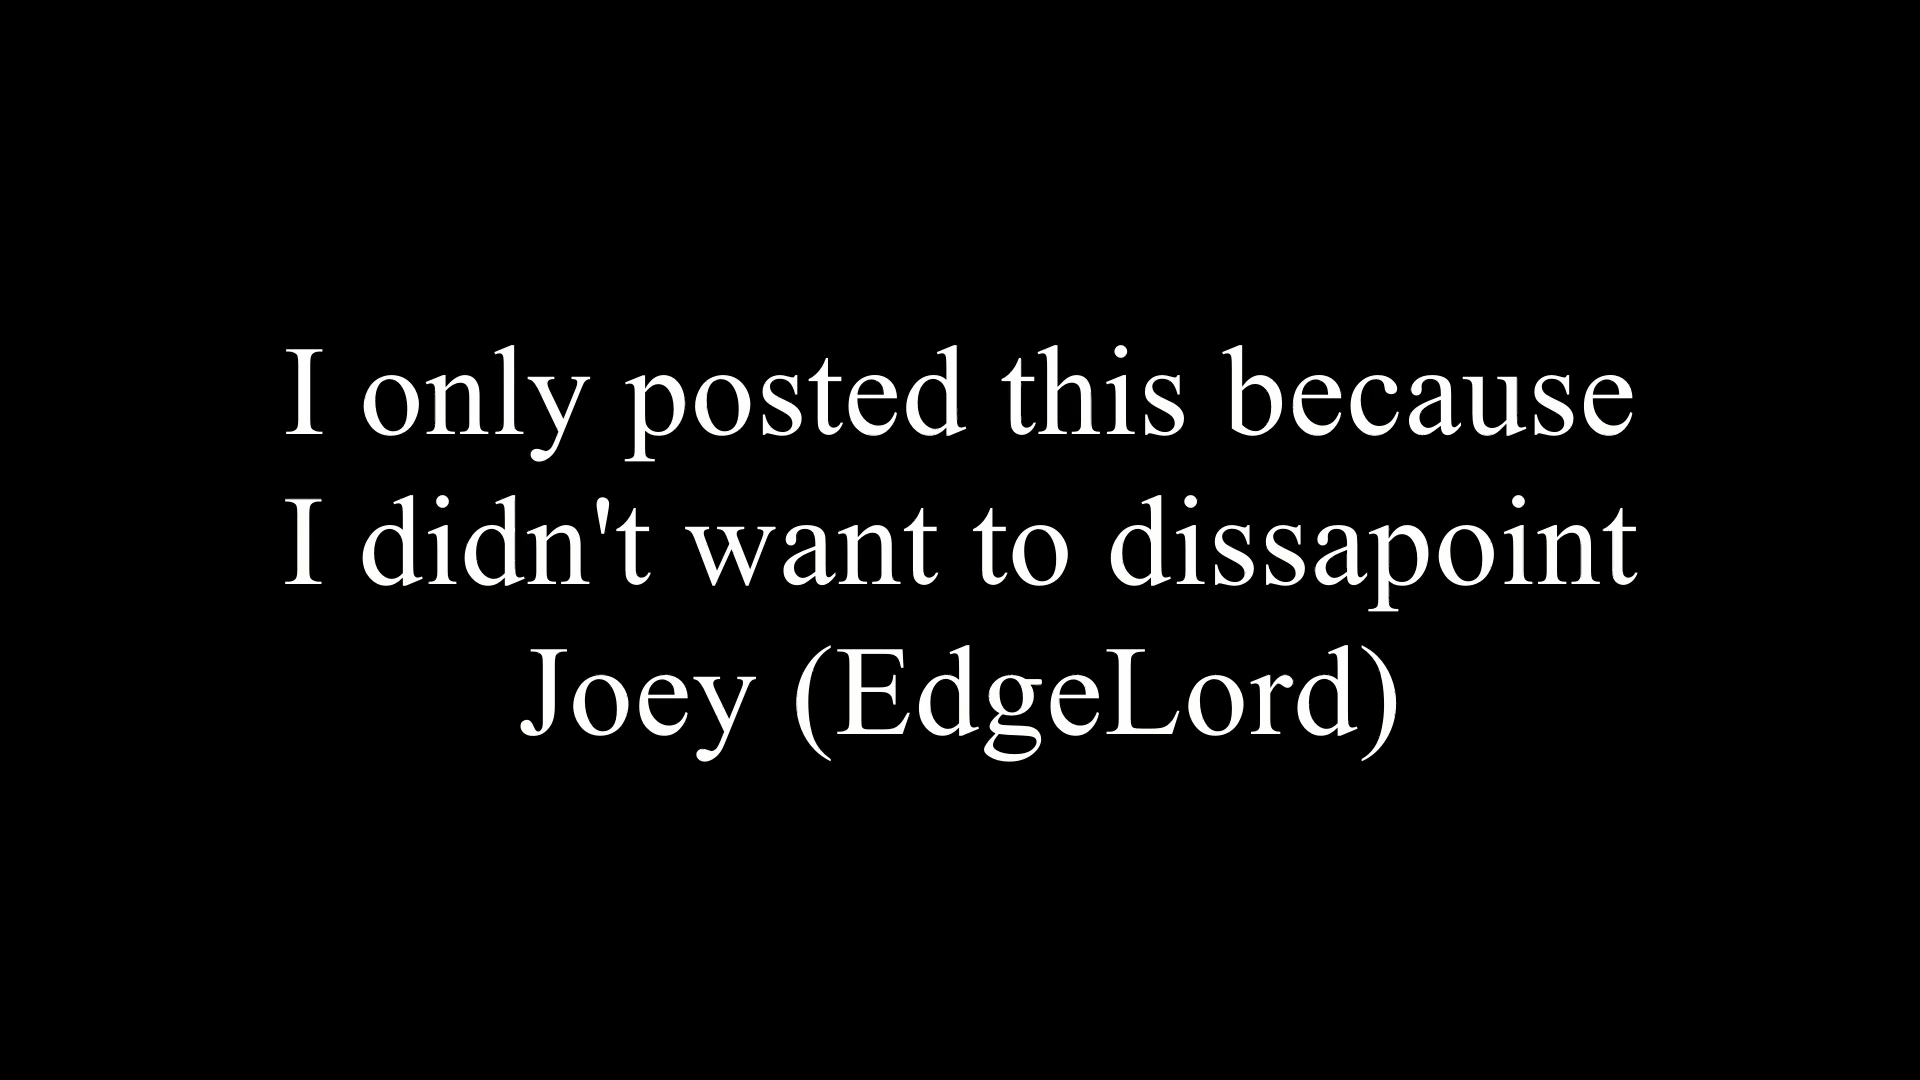 I only posted this because
I didn't want to dissapoint
Joey (EdgeLord)